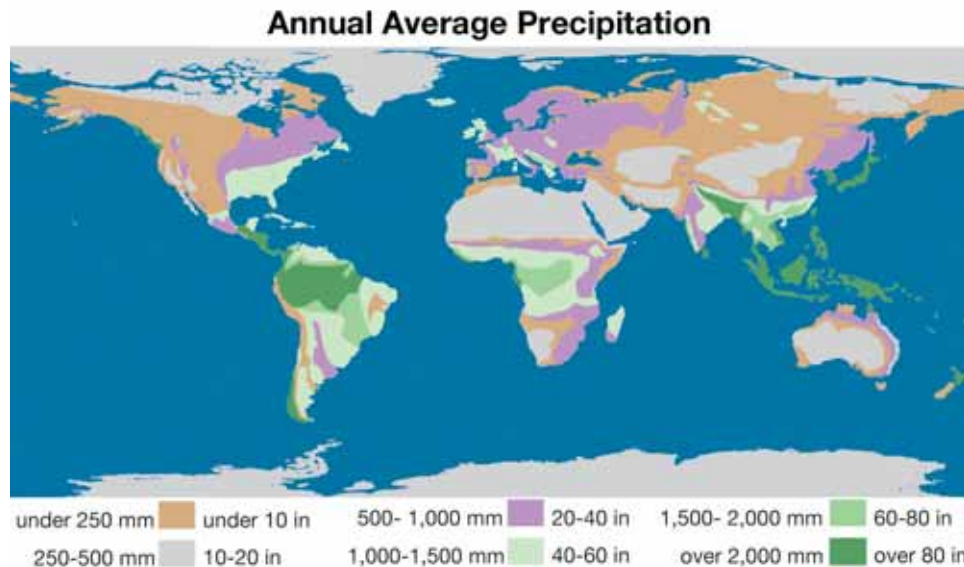 Annual Average Precipitation
under 250 mm under 10 in 500- 1,000 mm 20-40 in 1,500- 2,000 mm 60-80 in
250-500 mm 10-20 in 1,000-1,500 mm 40-60 in over 2,000 mm over 80 in